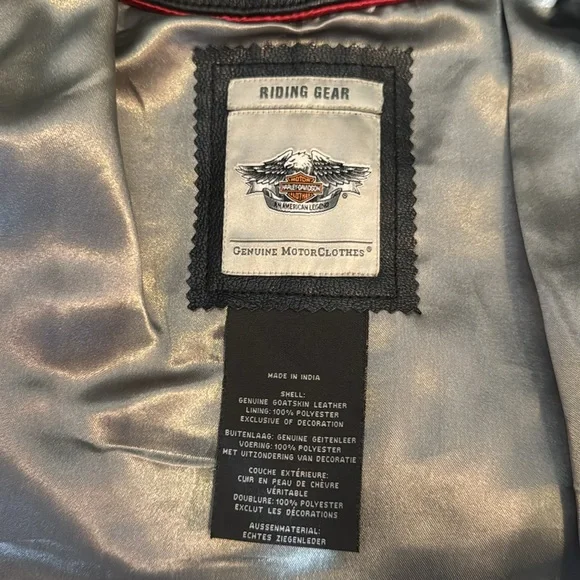 RIDING GEAR
MOTOR
HARLEY-DAVIDSON
CLOTHES
AN AMERICAN LEGEND
®
GENUINE MOTORCLOTHES®
MADE IN INDIA
SHELL:
GENUINE GOATSKIN LEATHER
LINING: 100% POLYESTER
EXCLUSIVE OF DECORATION
BUITENLAAG: GENUINE GEITENLEER
VOERING: 100% POLYESTER
MET UITZONDERING VAN DECORATIE
COUCHE EXTÉRIEURE:
CUIR EN PEAU DE CHÈVRE
VÉRITABLE
DOUBLURE: 100% POLYESTER
EXCLUT LES DÉCORATIONS
AUSSENMATERIAL:
ECHTES ZIEGENLEDER